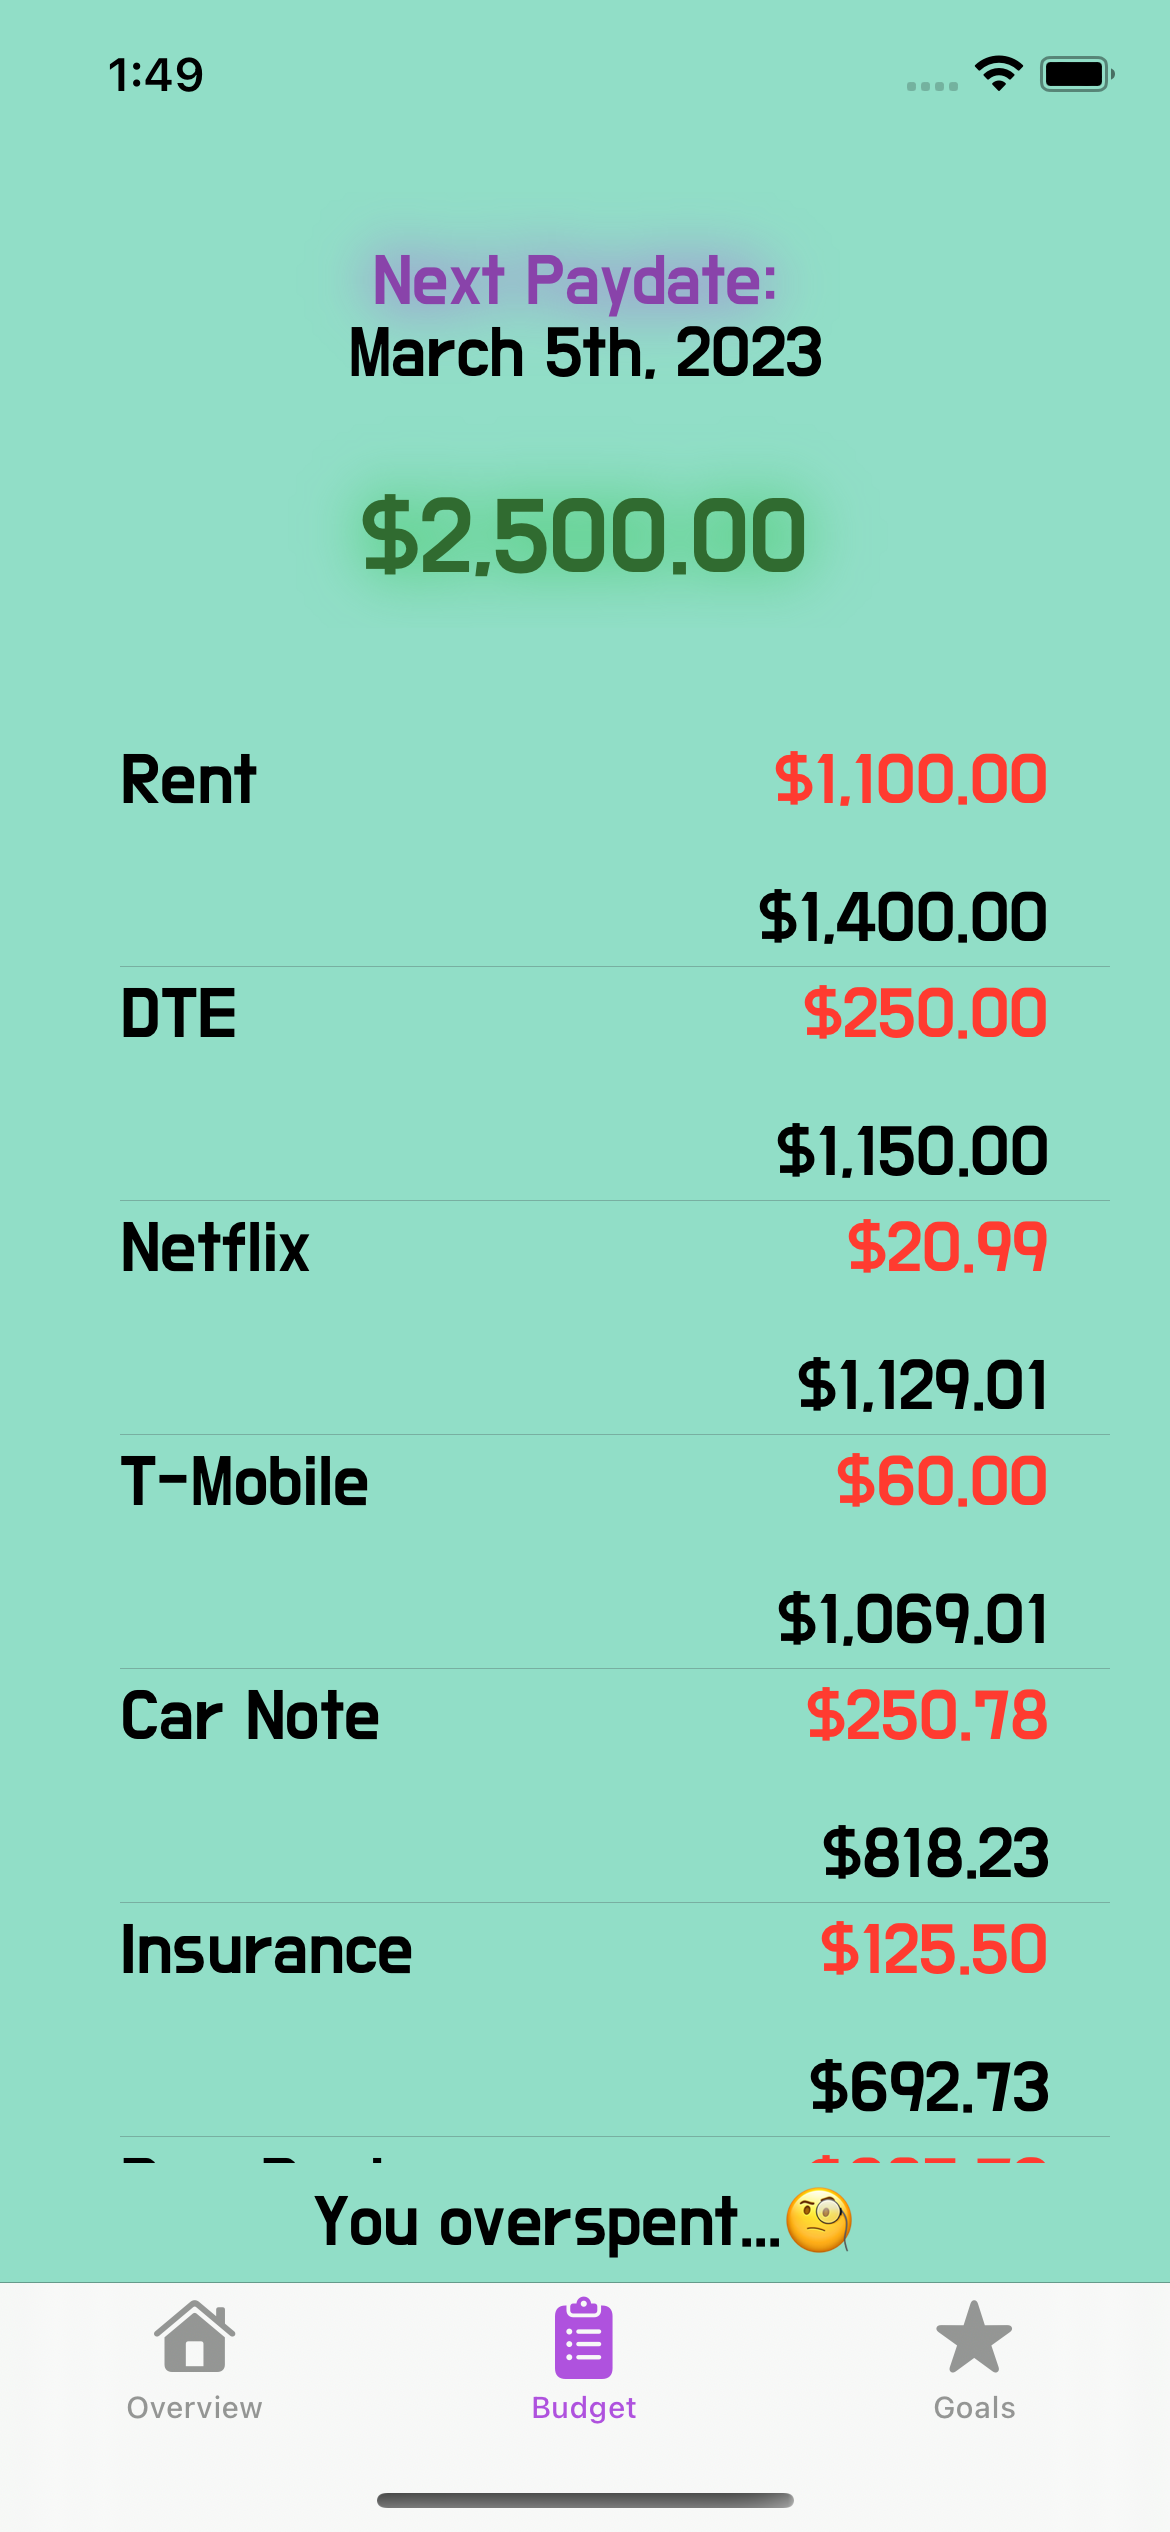 1:49
Next Paydate:
March 5th, 2023
$2,500.00
Rent $1,100.00
$1,400.00
DTE $250.00
$1,150.00
Netflix $20.99
$1,129.01
T-Mobile $60.00
$1,069.01
Car Note $250.78
$818.23
Insurance $125.50
$692.73
You overspent...🧐
Overview Budget Goals